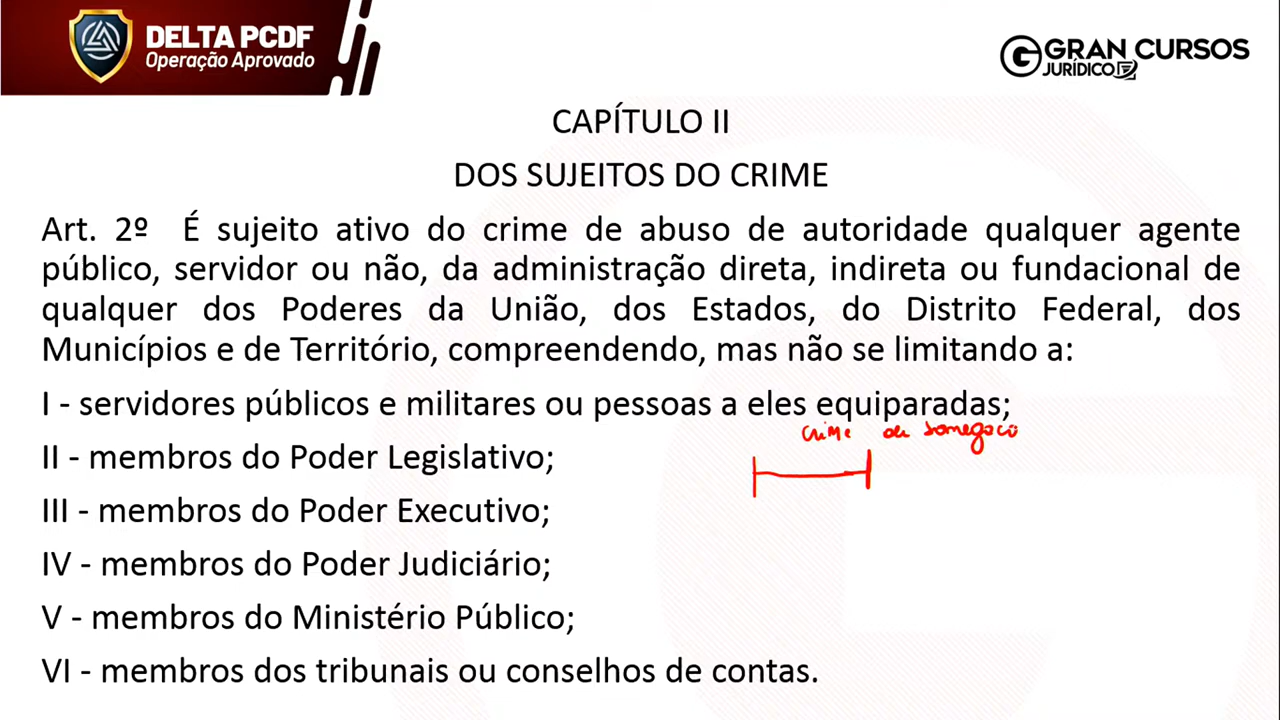 DELTA PCDF
Operação Aprovado
GRAN CURSOS
JURÍDICO
CAPÍTULO II
DOS SUJEITOS DO CRIME
Art. 2º É sujeito ativo do crime de abuso de autoridade qualquer agente
público, servidor ou não, da administração direta, indireta ou fundacional de
qualquer dos Poderes da União, dos Estados, do Distrito Federal, dos
Municípios e de Território, compreendendo, mas não se limitando a:
I - servidores públicos e militares ou pessoas a eles equiparadas;
crime de
II - membros do Poder Legislativo;
III - membros do Poder Executivo;
IV - membros do Poder Judiciário;
V - membros do Ministério Público;
VI - membros dos tribunais ou conselhos de contas.